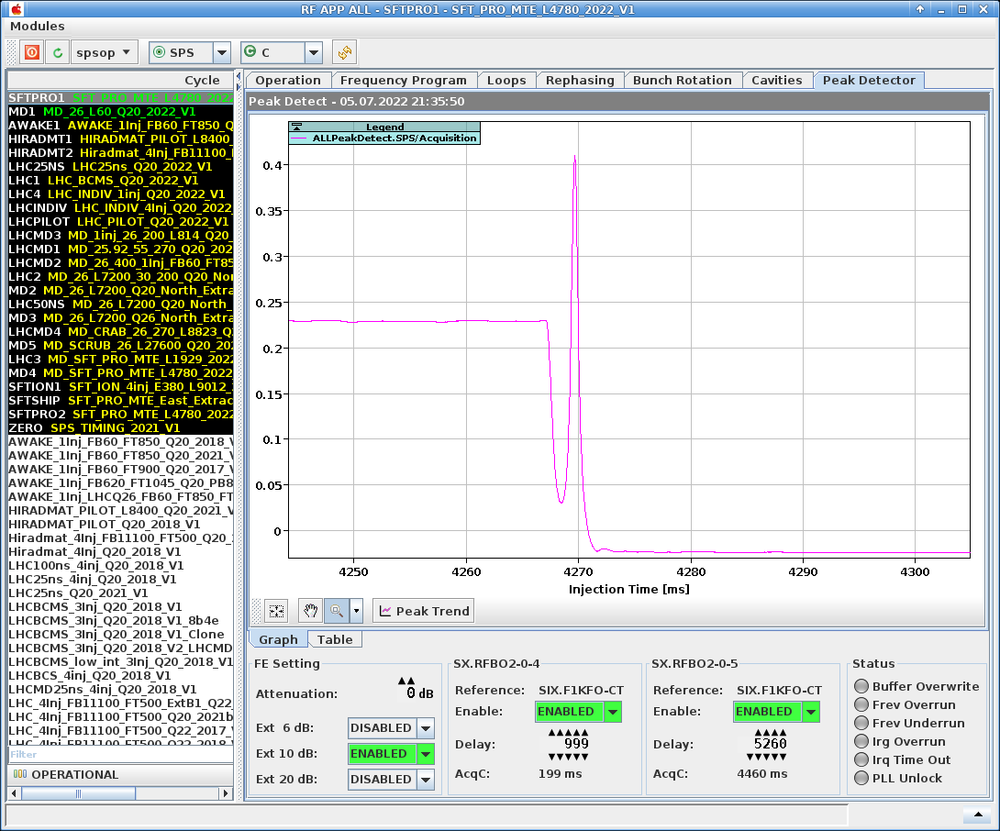 RF APP ALL - SFTPRO1 - SFT_PRO_MTE_L4780_2022_V1
Modules
spsop
SPS
C
Cycle
SFTPRO1 SFT_PRO_MTE_L4780_202
MD1 MD_26_L60_Q20_2022_V1
AWAKE1 AWAKE_1Inj_FB60_FT850_Q
HIRADMT1 HIRADMAT_PILOT_L8400_
HIRADMT2 Hiradmat_4Inj_FB11100_
LHC25NS LHC25ns_Q20_2022_V1
LHC1 LHC_BCMS_Q20_2022_V1
LHC4 LHC_INDIV_1inj_Q20_2022_V1
LHCINDIV LHC_INDIV_4Inj_Q20_2022_
LHCPILOT LHC_PILOT_Q20_2022_V1
LHCMD3 MD_1inj_26_200_L814_Q20_
LHCMD1 MD_25.92_55_270_Q20_202
LHCMD2 MD_26_400_1Inj_FB60_FT85
LHC2 MD_26_L7200_30_200_Q20_Nor
MD2 MD_26_L7200_Q20_North_Extra
LHC50NS MD_26_L7200_Q20_North_
MD3 MD_26_L7200_Q26_North_Extra
LHCMD4 MD_CRAB_26_270_L8823_Q
MD5 MD_SCRUB_26_L27600_Q20_20
LHC3 MD_SFT_PRO_MTE_L1929_2022
MD4 MD_SFT_PRO_MTE_L4780_2022
SFTION1 SFT_ION_4inj_E380_L9012_
SFTSHIP SFT_PRO_MTE_East_Extrac
SFTPRO2 SFT_PRO_MTE_L4780_2022
ZERO SPS_TIMING_2021_V1
AWAKE_1Inj_FB60_FT850_Q20_2018_V
AWAKE_1Inj_FB60_FT850_Q20_2021_V
AWAKE_1Inj_FB60_FT900_Q20_2017_V
AWAKE_1Inj_FB620_FT1045_Q20_PB8
AWAKE_1Inj_LHCQ26_FB60_FT850_FT
HIRADMAT_PILOT_L8400_Q20_2021_V
HIRADMAT_PILOT_Q20_2018_V1
Hiradmat_4Inj_FB11100_FT500_Q20_
Hiradmat_4Inj_Q20_2018_V1
LHC100ns_4inj_Q20_2018_V1
LHC25ns_4inj_Q20_2018_V1
LHC25ns_Q20_2021_V1
LHCBCMS_3Inj_Q20_2018_V1
LHCBCMS_3Inj_Q20_2018_V1_8b4e
LHCBCMS_3Inj_Q20_2018_V1_Clone
LHCBCMS_3Inj_Q20_2018_V2_LHCMD
LHCBCMS_low_int_3Inj_Q20_2018_V1
LHCBCS_4inj_Q20_2018_V1
LHCMD25ns_4inj_Q20_2018_V1
LHC_4Inj_FB11100_FT500_ExtB1_Q22
LHC_4Inj_FB11100_FT500_Q20_2021b
LHC_4Inj_FB11100_FT500_Q22_2017_
Filter
OPERATIONAL
Operation Frequency Program Loops Rephasing Bunch Rotation Cavities Peak Detector
Peak Detect - 05.07.2022 21:35:50
Legend
ALLPeakDetect.SPS/Acquisition
0.4
0.35
0.3
0.25
0.2
0.15
0.1
0.05
0
4250 4260 4270 4280 4290 4300
Injection Time [ms]
Peak Trend
Graph Table
FE Setting
Attenuation: 0 dB
Ext 6 dB: DISABLED
Ext 10 dB: ENABLED
Ext 20 dB: DISABLED
SX.RFBO2-0-4
Reference: SIX.F1KFO-CT
Enable: ENABLED
Delay: 999
AcqC: 199 ms
SX.RFBO2-0-5
Reference: SIX.F1KFO-CT
Enable: ENABLED
Delay: 5260
AcqC: 4460 ms
Status
Buffer Overwrite
Frev Overrun
Frev Underrun
Irg Overrun
Irq Time Out
PLL Unlock